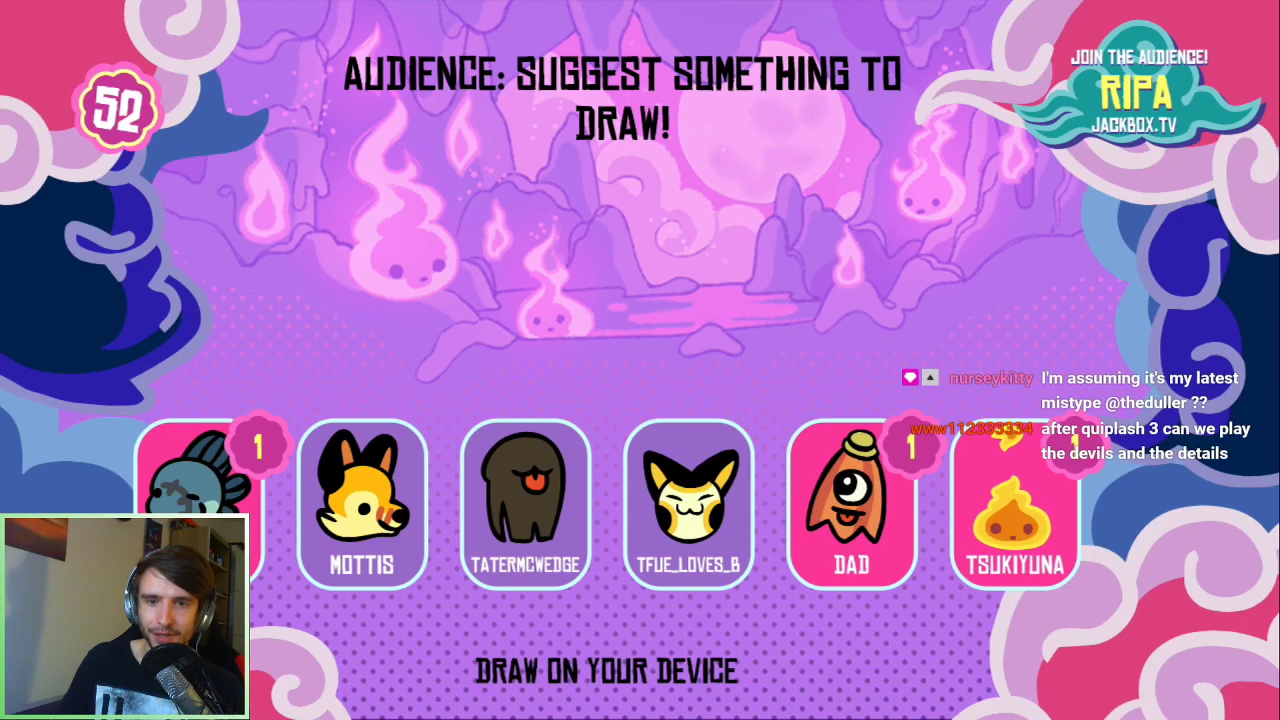 AUDIENCE: SUGGEST SOMETHING TO
DRAW!
52
JOIN THE AUDIENCE!
RIPA
JACKBOX.TV
nurseykitty I'm assuming it's my latest
mistype @theduller ??
www112833334 after quiplash 3 can we play
the devils and the details
1
1
1
MOTTIS
TATERMCWEDGE
TFUE_LOVES_B
DAD
TSUKIYUNA
DRAW ON YOUR DEVICE